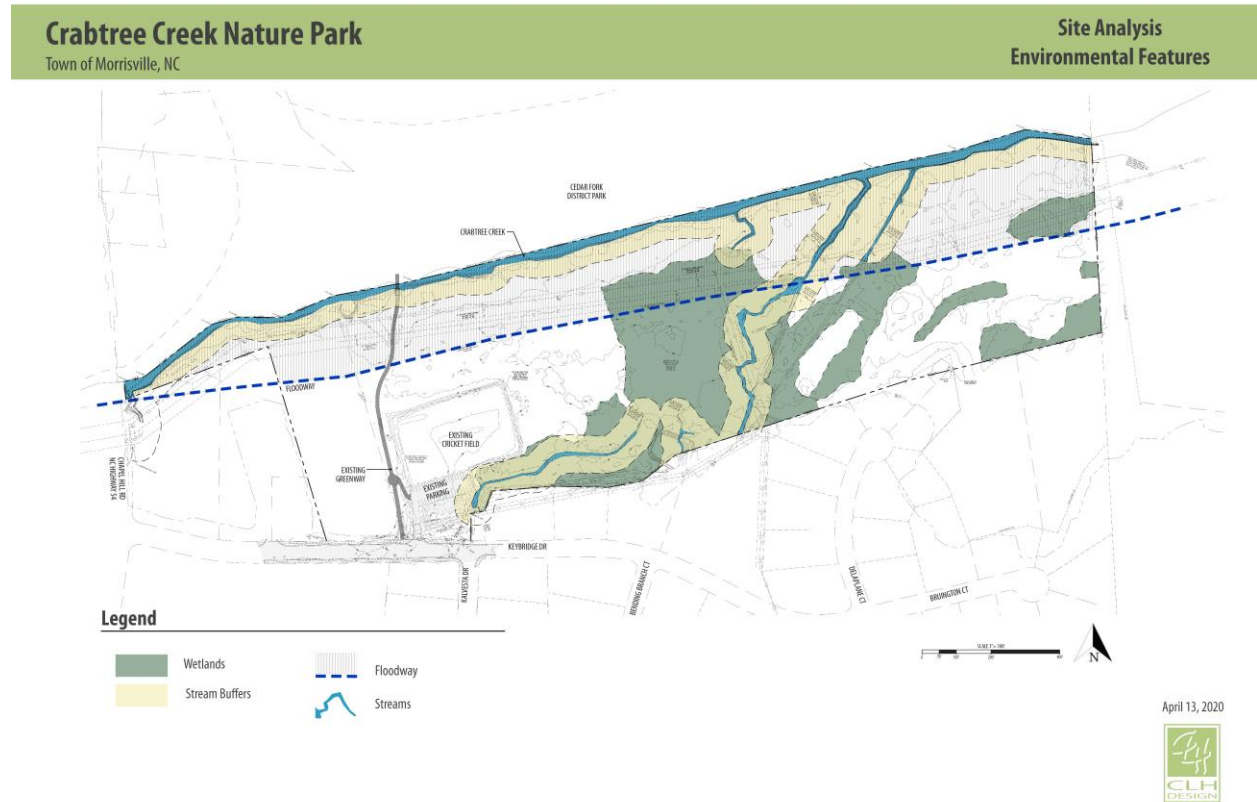 Crabtree Creek Nature Park
Town of Morrisville, NC
Site Analysis
Environmental Features
CEDAR FORK
DISTRICT PARK
CRABTREE CREEK
FLOODWAY
EXISTING
CRICKET FIELD
EXISTING
GREENWAY
EXISTING
PARKING
CHAPEL HILL RD
NC HIGHWAY 54
KEYBRIDGE DR
KALVESTA DR
BENDING BRANCH CT
DELAPLANE CT
BRUINGTON CT
Legend
Wetlands
Stream Buffers
Floodway
Streams
N
April 13, 2020
CLH
DESIGN